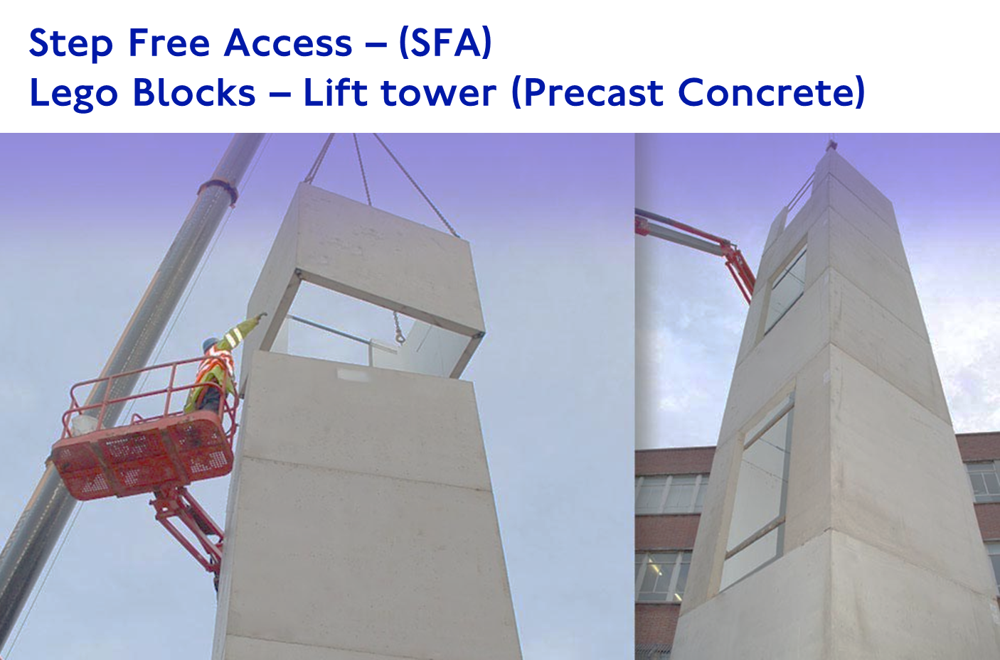 Step Free Access – (SFA)
Lego Blocks – Lift tower (Precast Concrete)